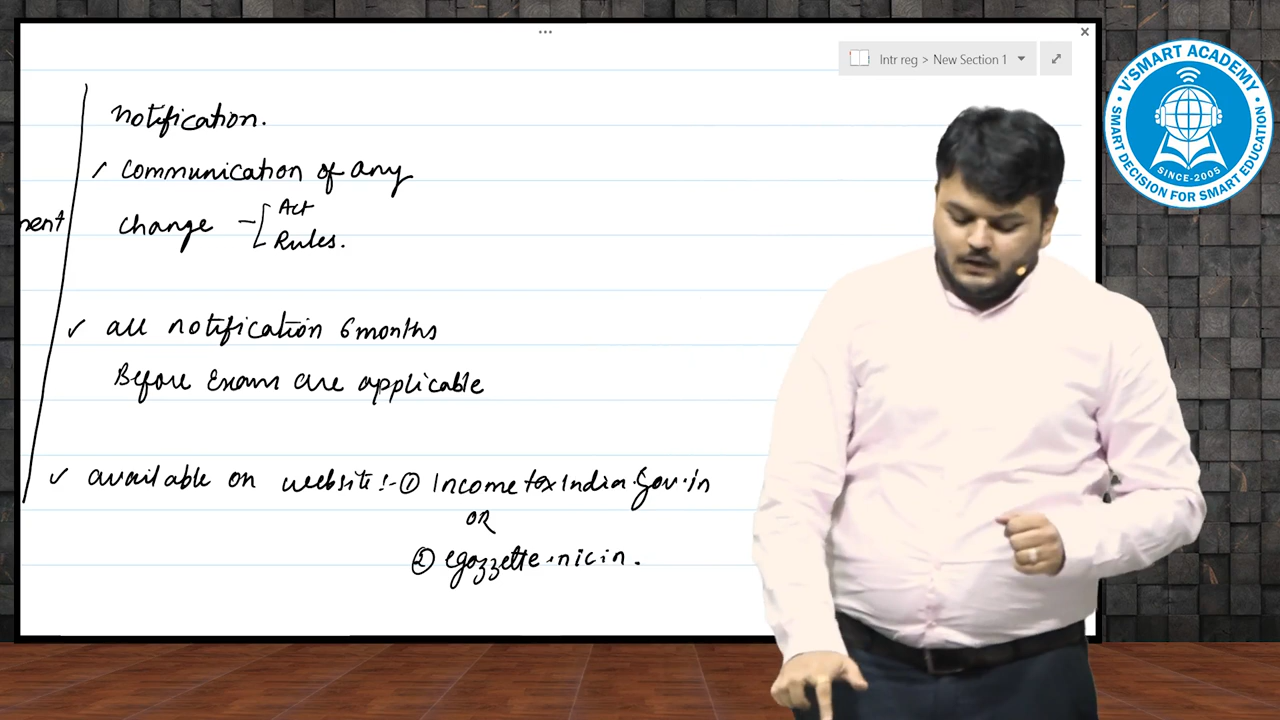 Intr reg > New Section 1
notification.
✓ Communication of any
change - Act
Rules.
ment
✓ all notification 6 months
Before Exam are applicable
✓ available on website:- ① Incometaxindia.Gov.in
OR
② egazzette.nic.in.
V'SMART ACADEMY
SINCE-2005
SMART DECISION FOR SMART EDUCATION